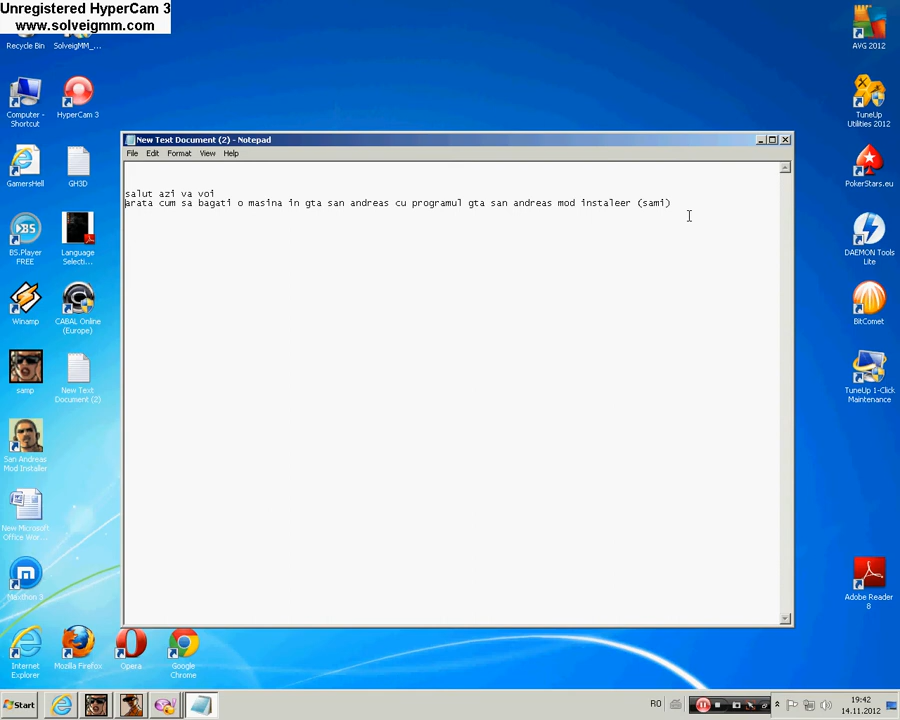 Unregistered HyperCam 3
www.solveigmm.com
Recycle Bin
SolveigMM_...
AVG 2012
Computer - Shortcut
HyperCam 3
TuneUp Utilities 2012
New Text Document (2) - Notepad
File Edit Format View Help
salut azi va voi
arata cum sa bagati o masina in gta san andreas cu programul gta san andreas mod instaleer (sami)
GamersHell
GH3D
PokerStars.eu
BS.Player FREE
Language Selecti...
DAEMON Tools Lite
Winamp
CABAL Online (Europe)
BitComet
samp
New Text Document (2)
TuneUp 1-Click Maintenance
San Andreas Mod Installer
New Microsoft Office Wor...
Maxthon 3
Adobe Reader 8
Internet Explorer
Mozilla Firefox
Opera
Google Chrome
Start
RO
19:42
14.11.2012